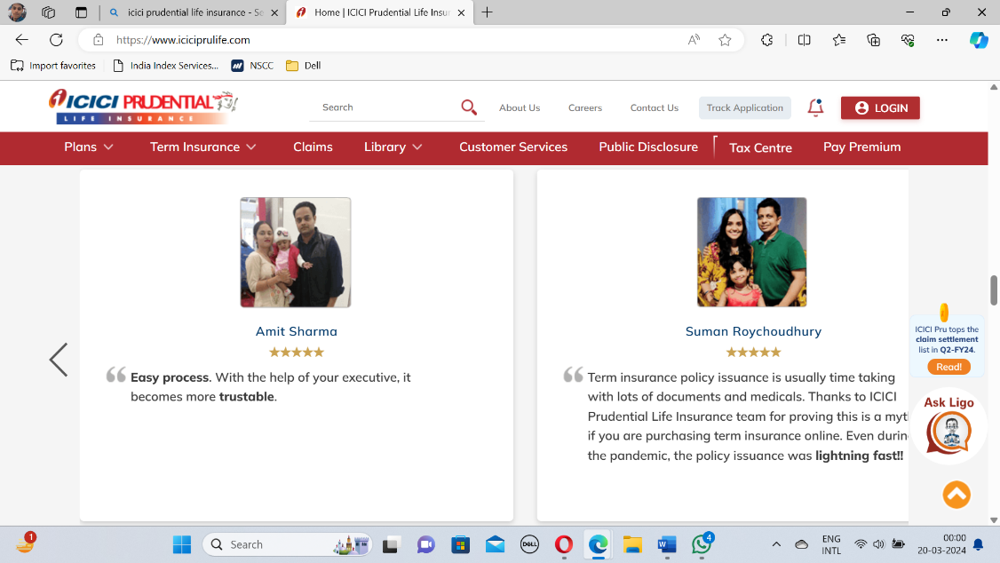 icici prudential life insurance - Se
Home | ICICI Prudential Life Insur
https://www.iciciprulife.com
Import favorites
India Index Services...
NSCC
Dell
ICICI PRUDENTIAL
LIFE INSURANCE
Search
About Us
Careers
Contact Us
Track Application
LOGIN
Plans
Term Insurance
Claims
Library
Customer Services
Public Disclosure
Tax Centre
Pay Premium
Amit Sharma
★★★★★
Easy process. With the help of your executive, it
becomes more trustable.
Suman Roychoudhury
★★★★★
Term insurance policy issuance is usually time taking
with lots of documents and medicals. Thanks to ICICI
Prudential Life Insurance team for proving this is a myt
if you are purchasing term insurance online. Even durin
the pandemic, the policy issuance was lightning fast!!
ICICI Pru tops the
claim settlement
list in Q2-FY24.
Read!
Ask Ligo
1
Search
DELL
4
ENG
INTL
00:00
20-03-2024